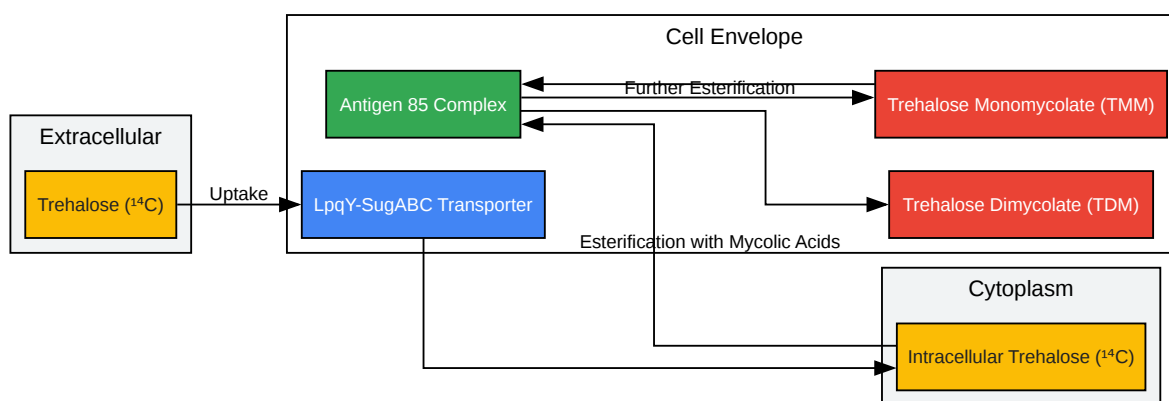 Cell Envelope
Antigen 85 Complex
Further Esterification
Trehalose Monomycolate (TMM)
Extracellular
Trehalose (¹⁴C)
Uptake
LpqY-SugABC Transporter
Trehalose Dimycolate (TDM)
Esterification with Mycolic Acids
Cytoplasm
Intracellular Trehalose (¹⁴C)